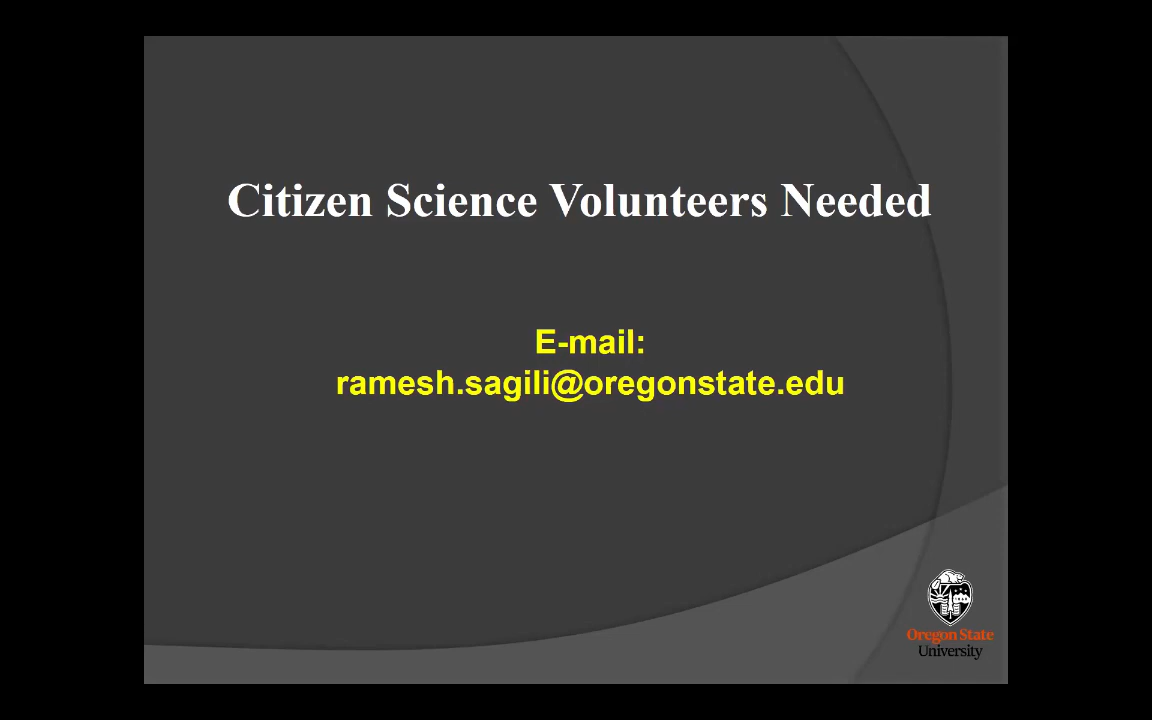 Citizen Science Volunteers Needed
E-mail:
ramesh.sagili@oregonstate.edu
Oregon State
University